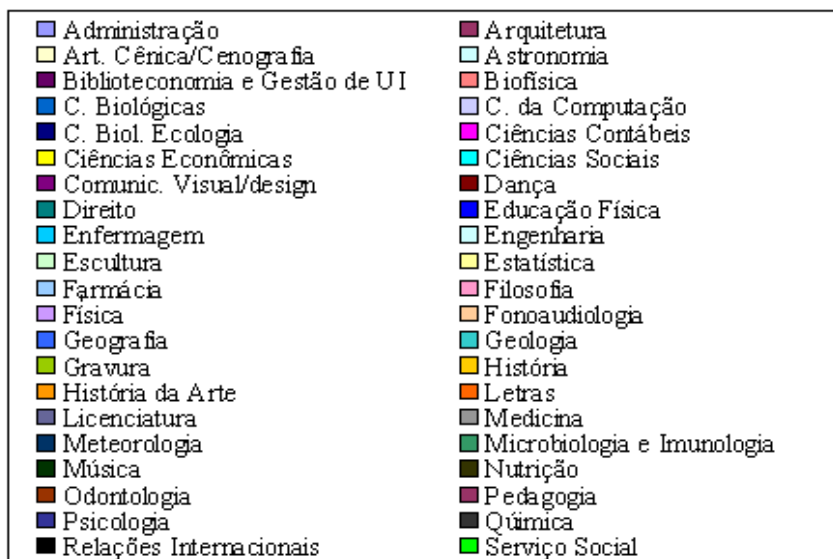 Administração
Arquitetura
Art. Cênica/Cenografia
Astronomia
Biblioteconomia e Gestão de UI
Biofísica
C. Biológicas
C. da Computação
C. Biol. Ecologia
Ciências Contábeis
Ciências Econômicas
Ciências Sociais
Comunic. Visual/design
Dança
Direito
Educação Física
Enfermagem
Engenharia
Escultura
Estatística
Farmácia
Filosofia
Física
Fonoaudiologia
Geografia
Geologia
Gravura
História
História da Arte
Letras
Licenciatura
Medicina
Meteorologia
Microbiologia e Imunologia
Música
Nutrição
Odontologia
Pedagogia
Psicologia
Qúimica
Relações Internacionais
Serviço Social